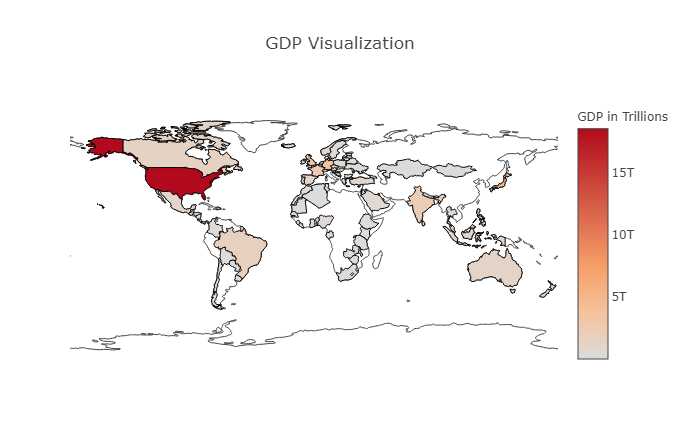 GDP Visualization
GDP in Trillions
15T
10T
5T